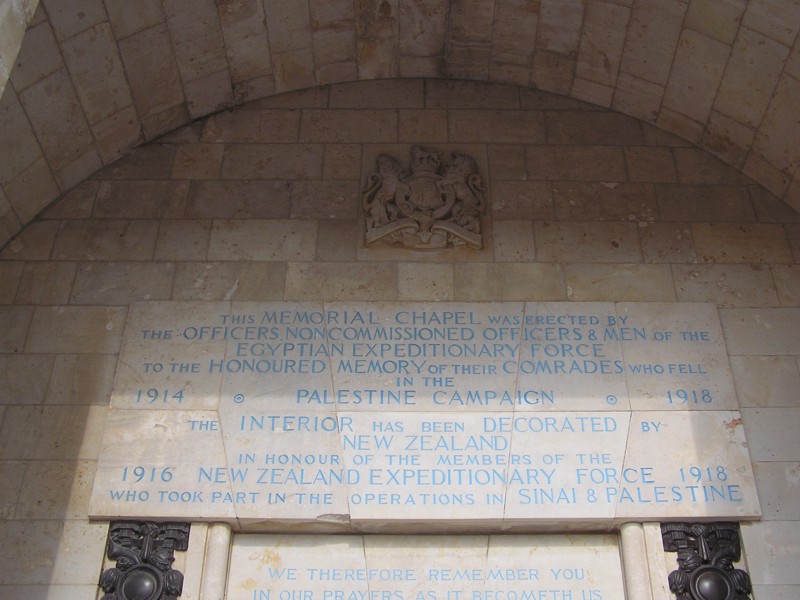 THIS MEMORIAL CHAPEL WAS ERECTED BY
THE OFFICERS, NONCOMMISSIONED OFFICERS & MEN OF THE
EGYPTIAN EXPEDITIONARY FORCE
TO THE HONOURED MEMORY OF THEIR COMRADES WHO FELL
IN THE
1914 PALESTINE CAMPAIGN 1918
THE INTERIOR HAS BEEN DECORATED BY
NEW ZEALAND
IN HONOUR OF THE MEMBERS OF THE
1916 NEW ZEALAND EXPEDITIONARY FORCE 1918
WHO TOOK PART IN THE OPERATIONS IN SINAI & PALESTINE
WE THEREFORE REMEMBER YOU
IN OUR PRAYERS AS IT BECOMETH US